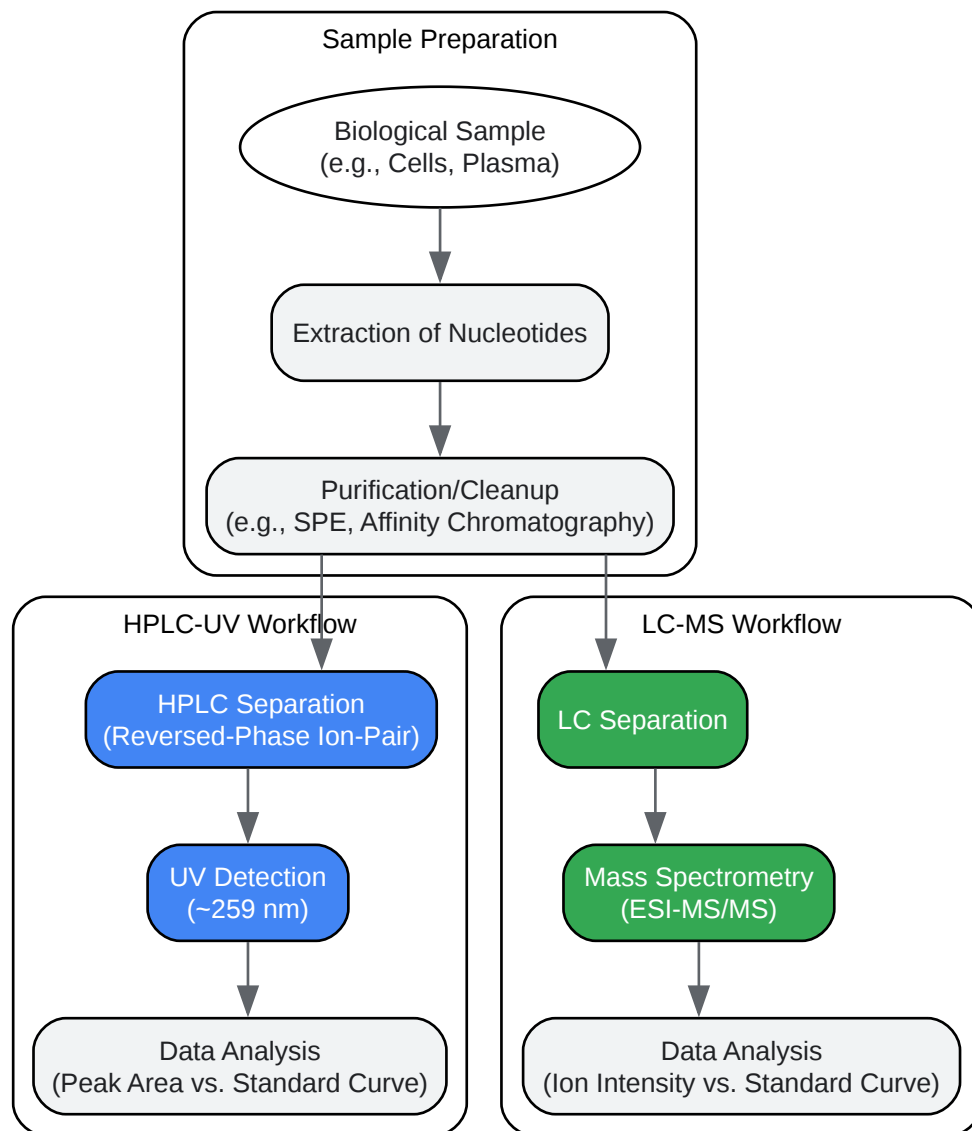 Sample Preparation
Biological Sample
(e.g., Cells, Plasma)
Extraction of Nucleotides
Purification/Cleanup
(e.g., SPE, Affinity Chromatography)
HPLC-UV Workflow
HPLC Separation
(Reversed-Phase Ion-Pair)
UV Detection
(~259 nm)
Data Analysis
(Peak Area vs. Standard Curve)
LC-MS Workflow
LC Separation
Mass Spectrometry
(ESI-MS/MS)
Data Analysis
(Ion Intensity vs. Standard Curve)